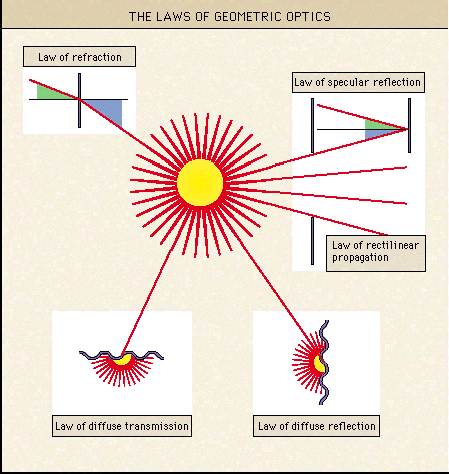 THE LAWS OF GEOMETRIC OPTICS
Law of refraction
Law of specular reflection
Law of rectilinear
propagation
Law of diffuse transmission
Law of diffuse reflection